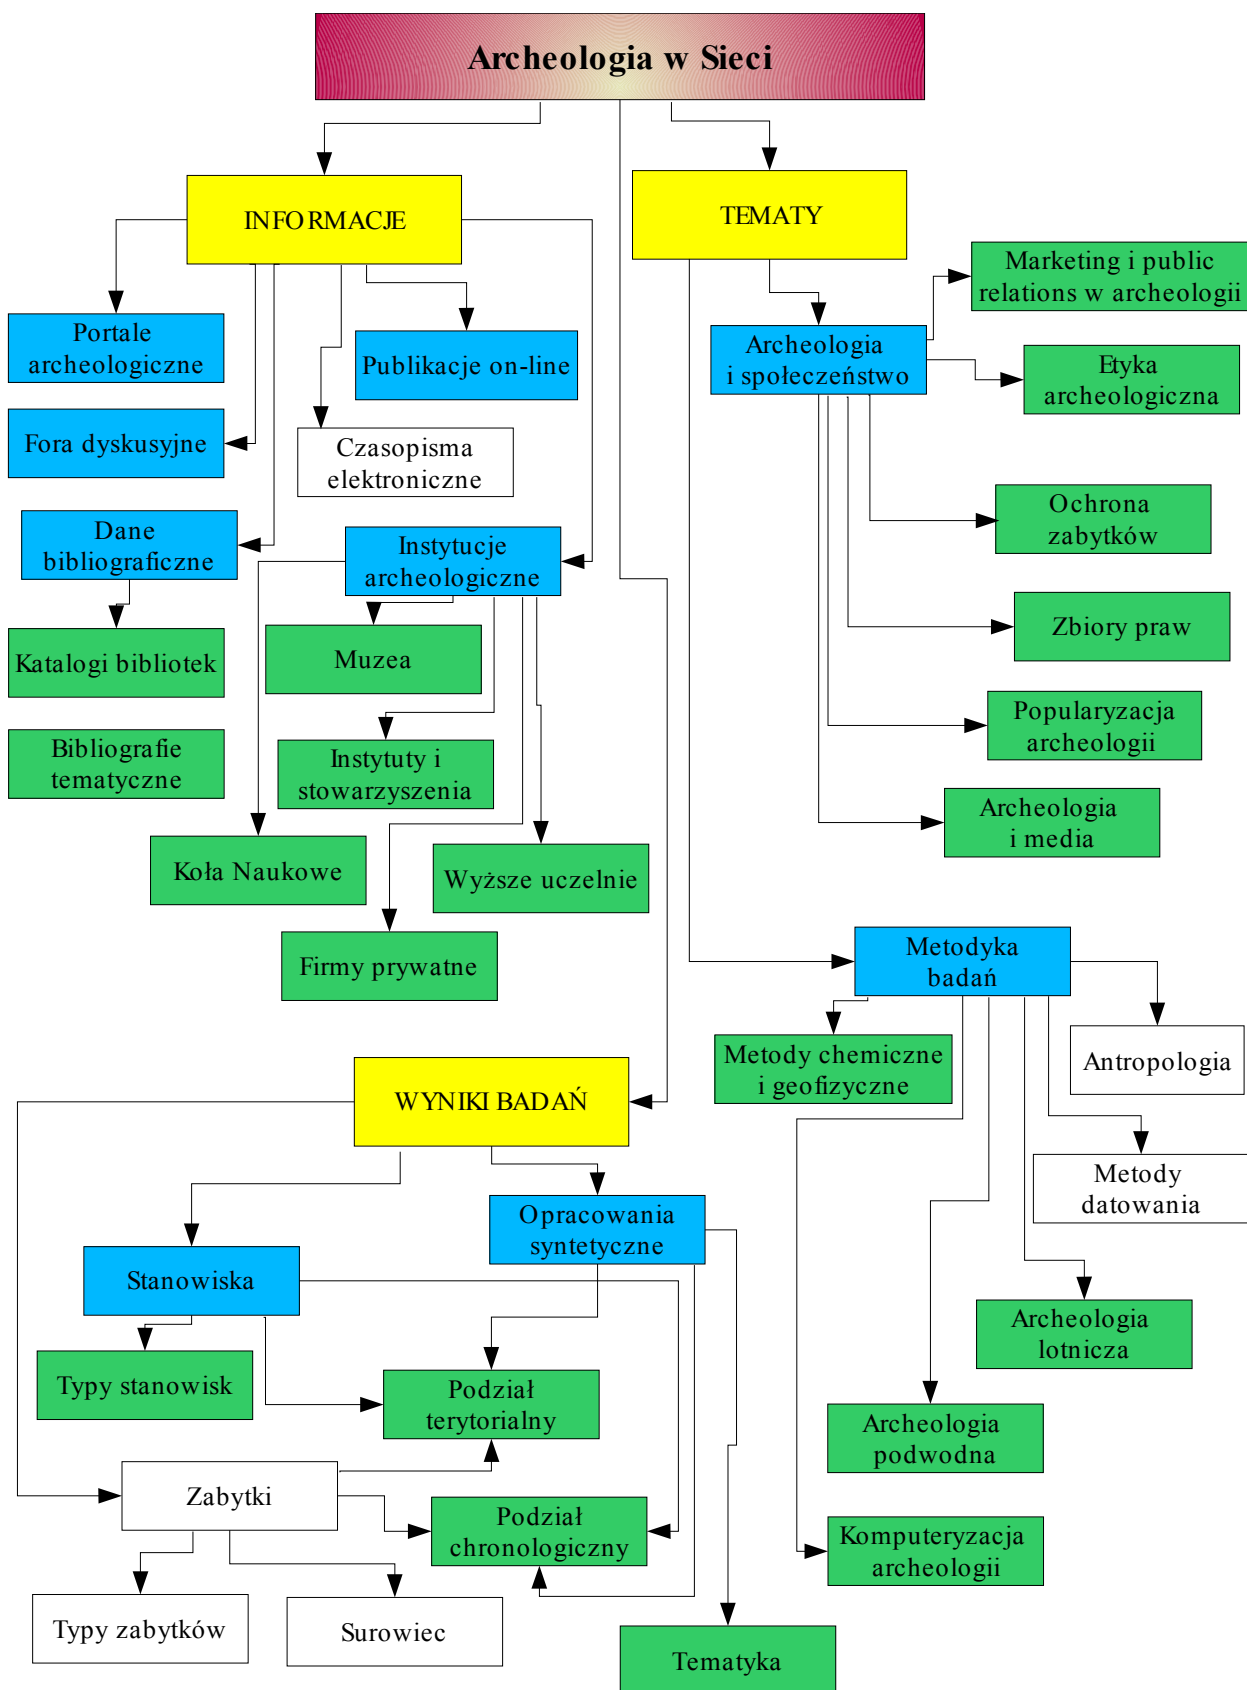 Archeologia w Sieci
INFORMACJE
TEMATY
Marketing i public
relations w archeologii
Portale
archeologiczne
Publikacje on-line
Archeologia
i społeczeństwo
Etyka
archeologiczna
Fora dyskusyjne
Czasopisma
elektroniczne
Ochrona
zabytków
Dane
bibliograficzne
Instytucje
archeologiczne
Zbiory praw
Katalogi bibliotek
Muzea
Popularyzacja
archeologii
Bibliografie
tematyczne
Instytuty i
stowarzyszenia
Archeologia
i media
Koła Naukowe
Wyższe uczelnie
Firmy prywatne
Metodyka
badań
Metody chemiczne
i geofizyczne
Antropologia
WYNIKI BADAŃ
Metody
datowania
Opracowania
syntetyczne
Stanowiska
Archeologia
lotnicza
Typy stanowisk
Podział
terytorialny
Archeologia
podwodna
Zabytki
Podział
chronologiczny
Komputeryzacja
archeologii
Typy zabytków
Surowiec
Tematyka